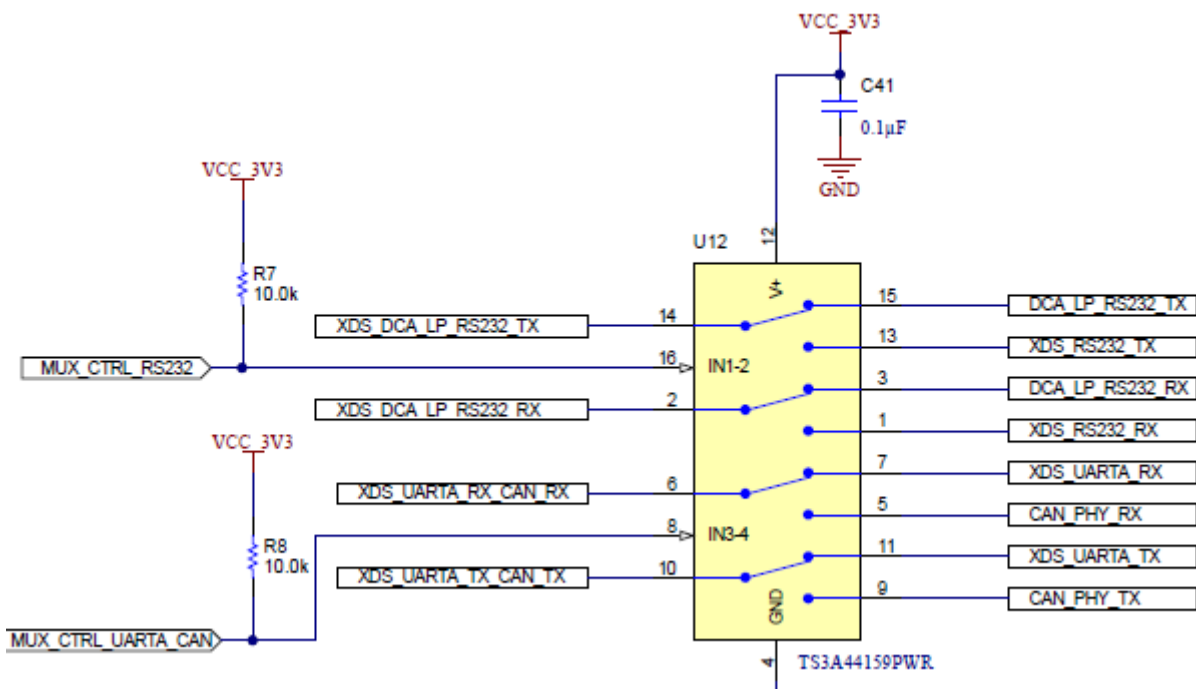 VCC_3V3
C41
0.1µF
GND
VCC_3V3
R7
10.0k
MUX_CTRL_RS232
VCC_3V3
R8
10.0k
MUX_CTRL_UARTA_CAN
XDS_DCA_LP_RS232_TX
XDS_DCA_LP_RS232_RX
XDS_UARTA_RX_CAN_RX
XDS_UARTA_TX_CAN_TX
14
16
2
6
8
10
U12
12
V+
IN1-2
IN3-4
GND
4
TS3A44159PWR
15 DCA_LP_RS232_TX
13 XDS_RS232_TX
3 DCA_LP_RS232_RX
1 XDS_RS232_RX
7 XDS_UARTA_RX
5 CAN_PHY_RX
11 XDS_UARTA_TX
9 CAN_PHY_TX